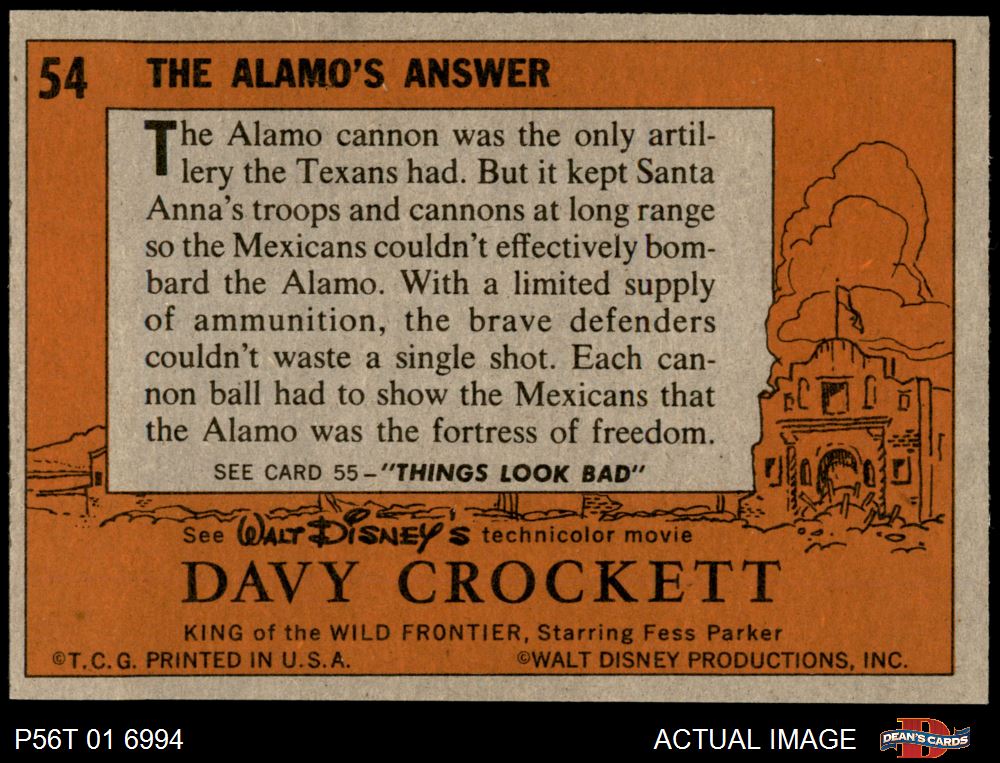 54 THE ALAMO'S ANSWER
The Alamo cannon was the only artil-
lery the Texans had. But it kept Santa
Anna's troops and cannons at long range
so the Mexicans couldn't effectively bom-
bard the Alamo. With a limited supply
of ammunition, the brave defenders
couldn't waste a single shot. Each can-
non ball had to show the Mexicans that
the Alamo was the fortress of freedom.
SEE CARD 55–"THINGS LOOK BAD"
See WALT DISNEY'S technicolor movie
DAVY CROCKETT
KING of the WILD FRONTIER, Starring Fess Parker
©T.C.G. PRINTED IN U.S.A. ©WALT DISNEY PRODUCTIONS, INC.
P56T 01 6994 ACTUAL IMAGE D DEAN'S CARDS